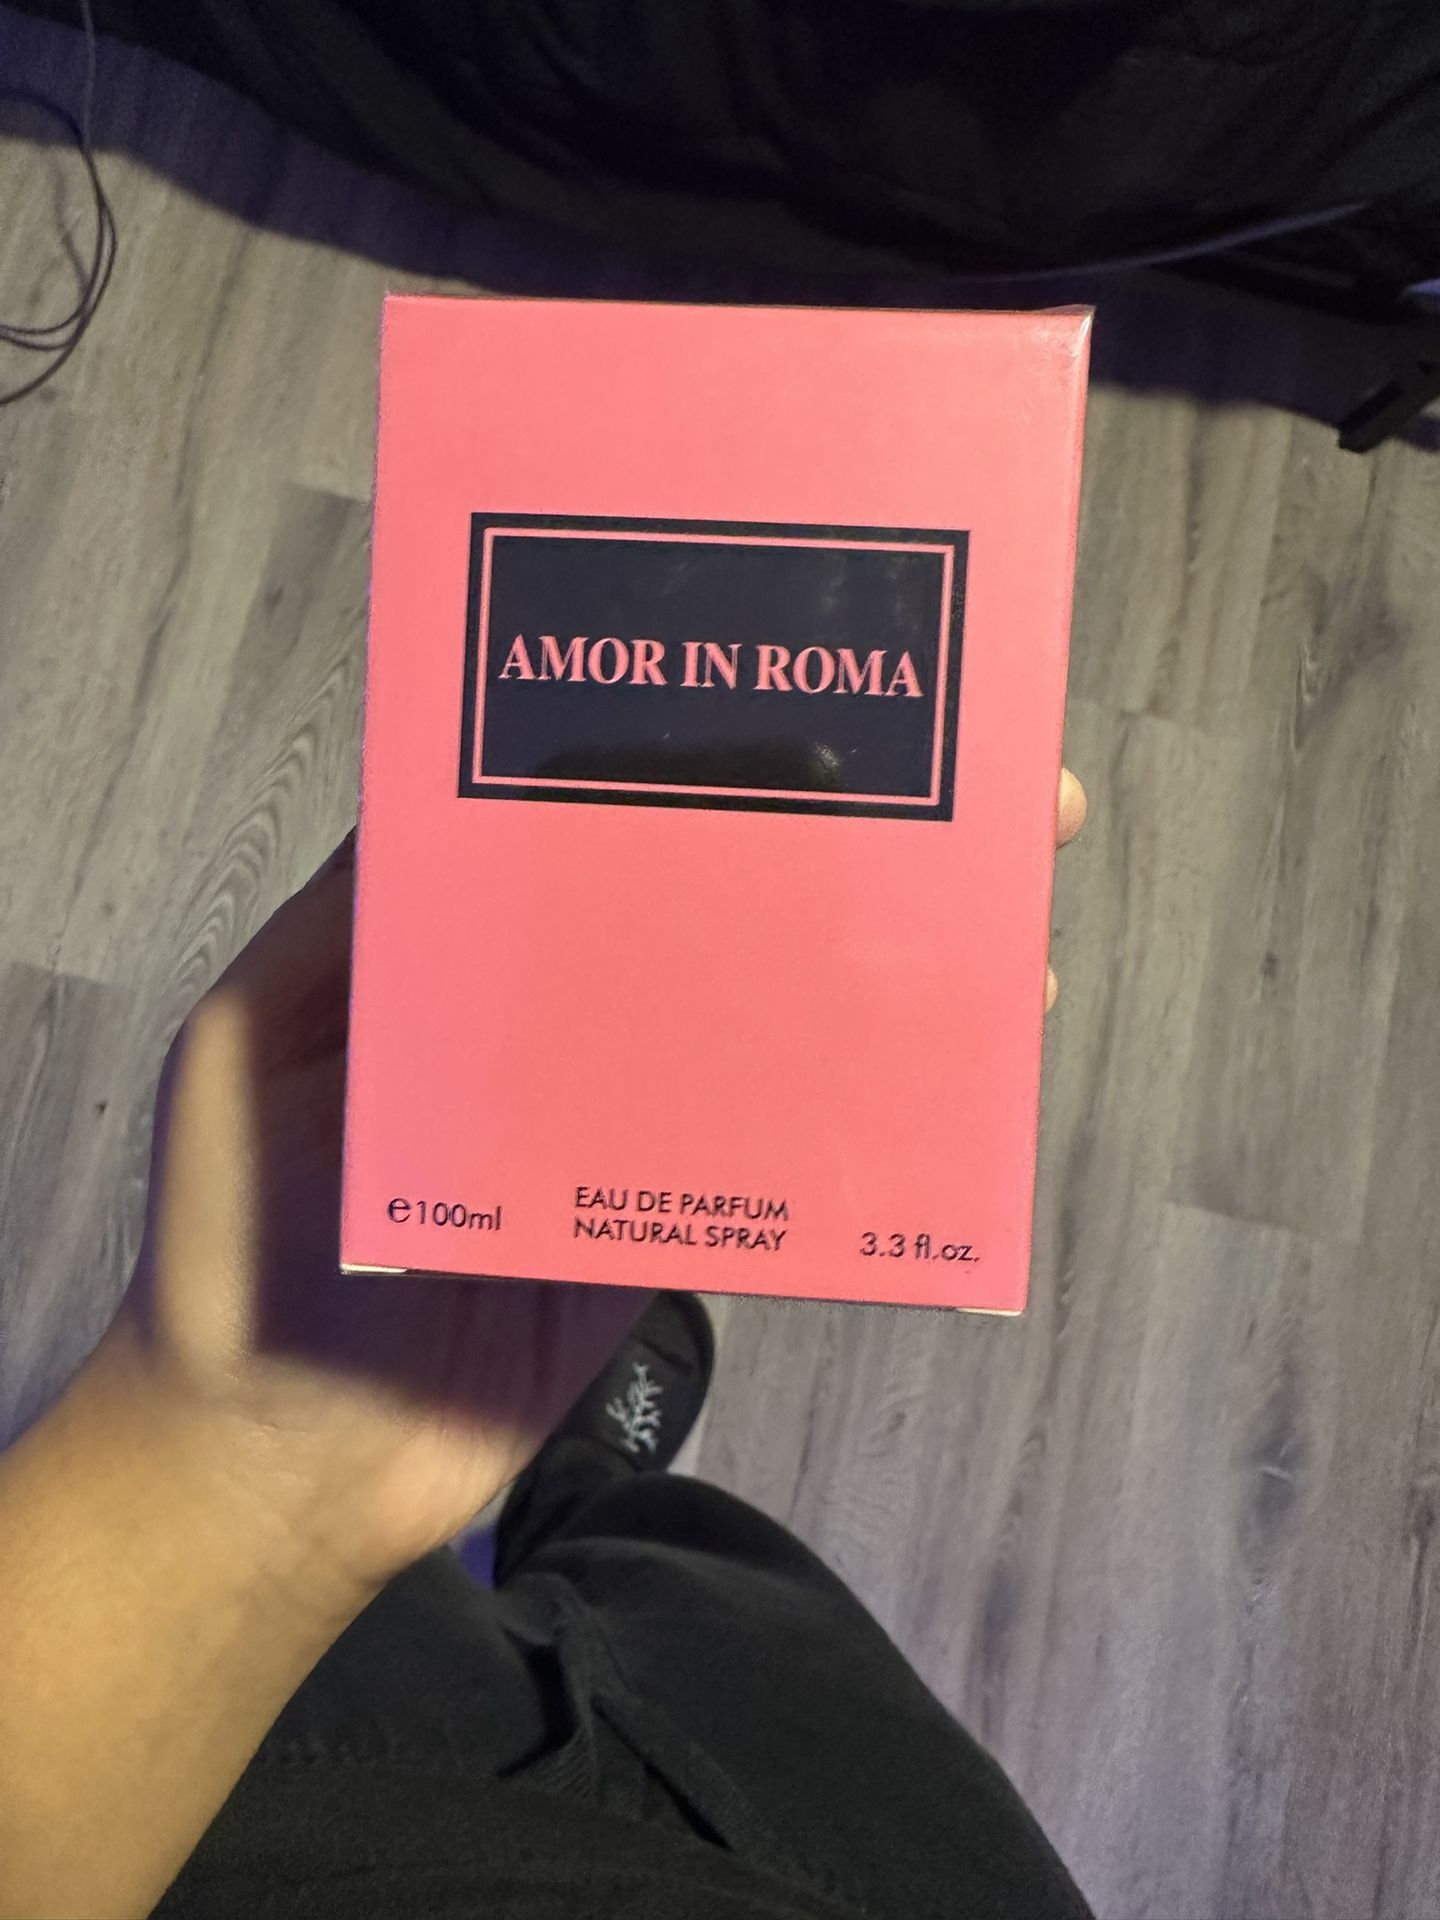 AMOR IN ROMA
℮100ml
EAU DE PARFUM
NATURAL SPRAY
3.3 fl.oz.